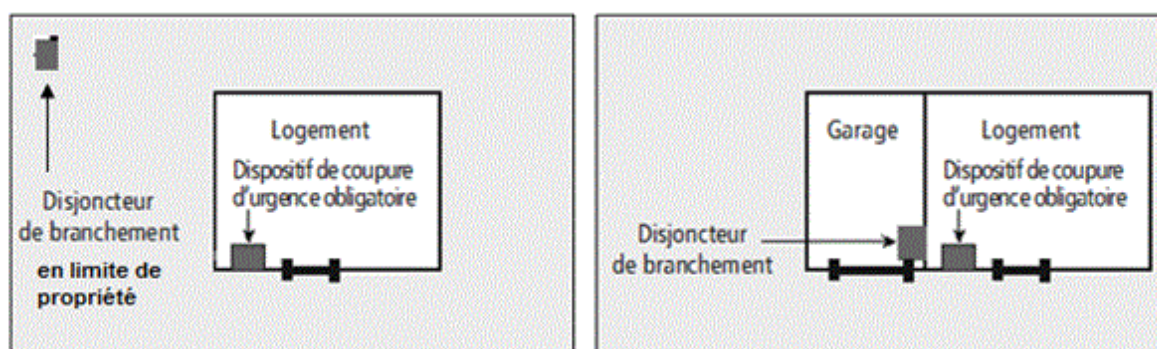 Logement
Dispositif de coupure
d'urgence obligatoire
Disjoncteur
de branchement
en limite de
propriété
Garage
Logement
Dispositif de coupure
d'urgence obligatoire
Disjoncteur
de branchement